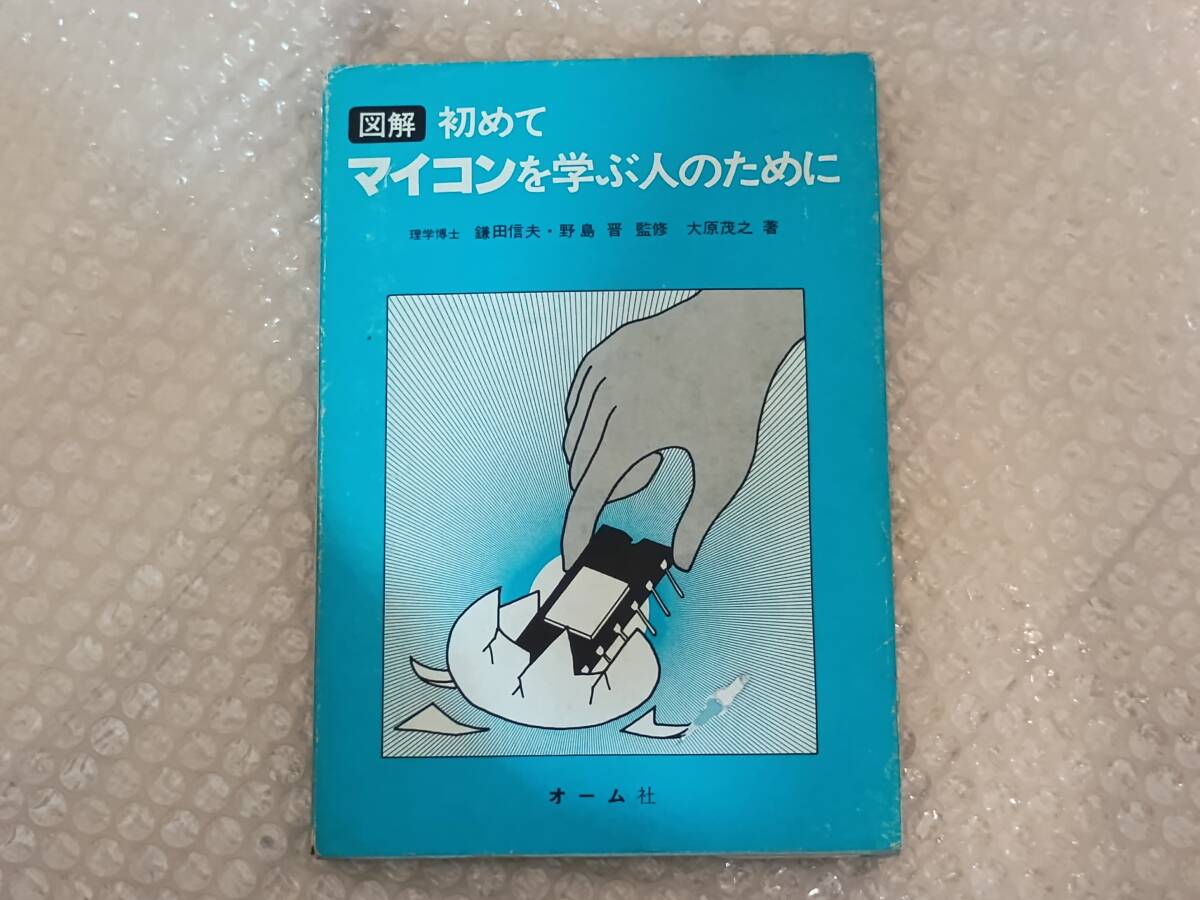 図解 初めて
マイコンを学ぶ人のために
理学博士 鎌田信夫・野島 晋 監修 大原茂之 著
オーム社